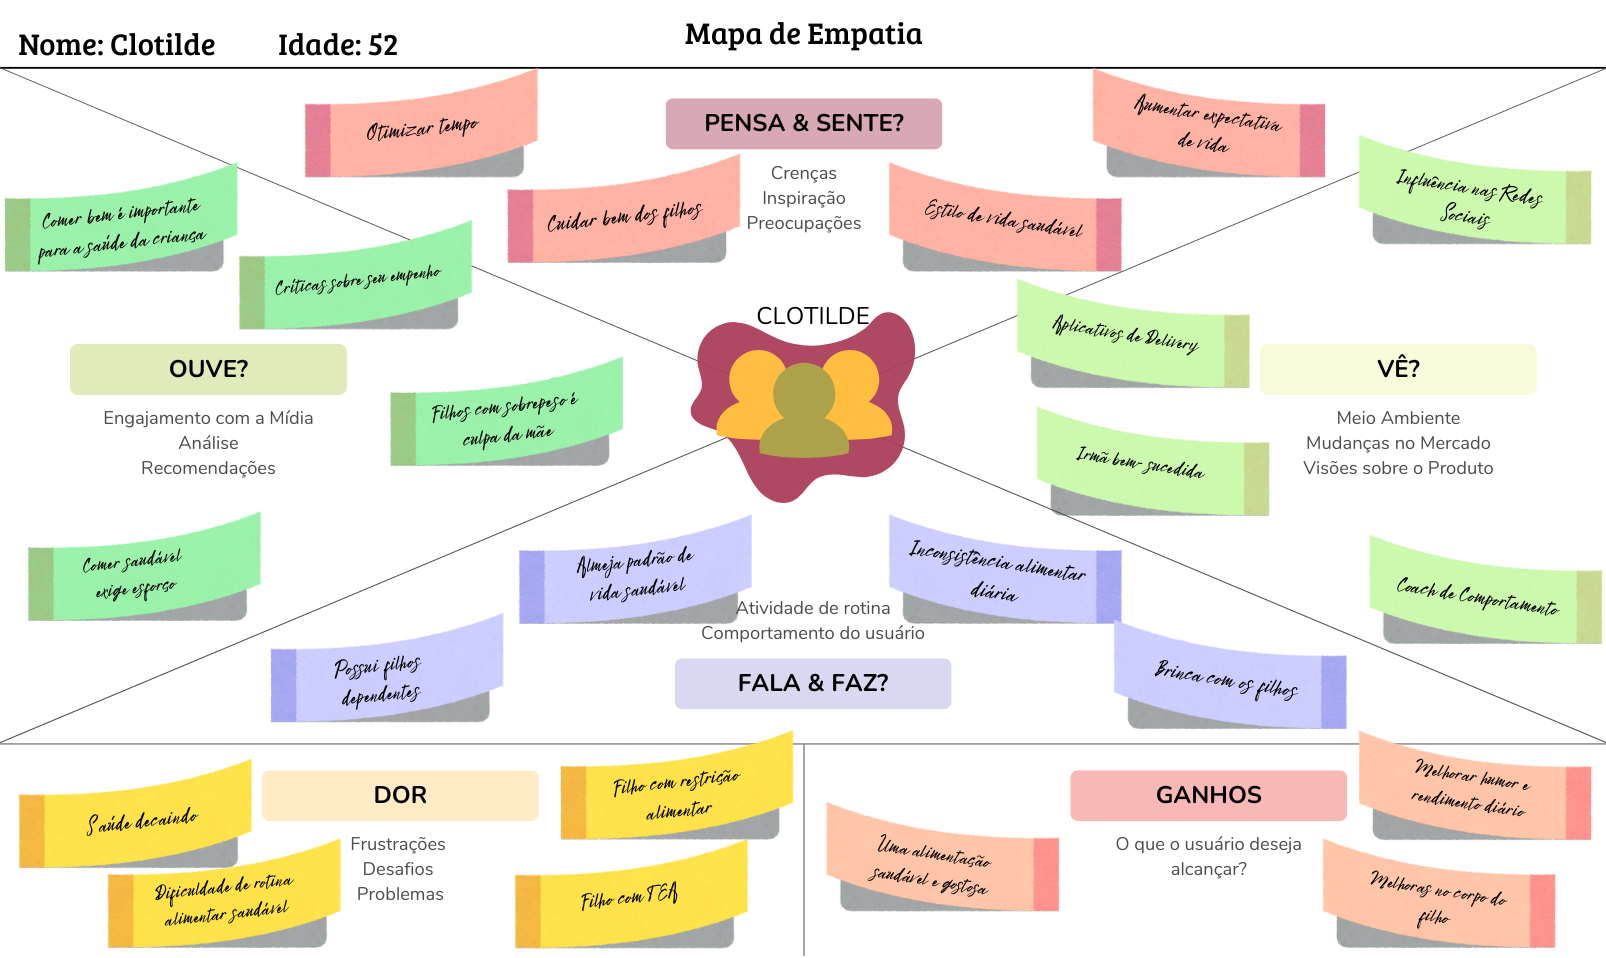 Nome: Clotilde
Idade: 52
Mapa de Empatia
PENSA & SENTE?
Crenças
Inspiração
Preocupações
Otimizar tempo
Cuidar bem dos filhos
Aumentar expectativa
de vida
Estilo de vida saudável
OUVE?
Engajamento com a Mídia
Análise
Recomendações
Comer bem é importante
para a saúde da criança
Críticas sobre seu empenho
Filhos com sobrepeso é
culpa da mãe
Comer saudável
exige esforço
CLOTILDE
VÊ?
Meio Ambiente
Mudanças no Mercado
Visões sobre o Produto
Influência nas Redes
Sociais
Aplicativos de Delivery
Irmã bem-sucedida
Coach de Comportamento
Almeja padrão de
vida saudável
Inconsistência alimentar
diária
Atividade de rotina
Comportamento do usuário
FALA & FAZ?
Possui filhos
dependentes
Brinca com os filhos
DOR
Frustrações
Desafios
Problemas
Saúde decaindo
Dificuldade de rotina
alimentar saudável
Filho com restrição
alimentar
Filho com TEA
GANHOS
O que o usuário deseja
alcançar?
Uma alimentação
saudável e gostosa
Melhorar humor e
rendimento diário
Melhoras no corpo do
filho